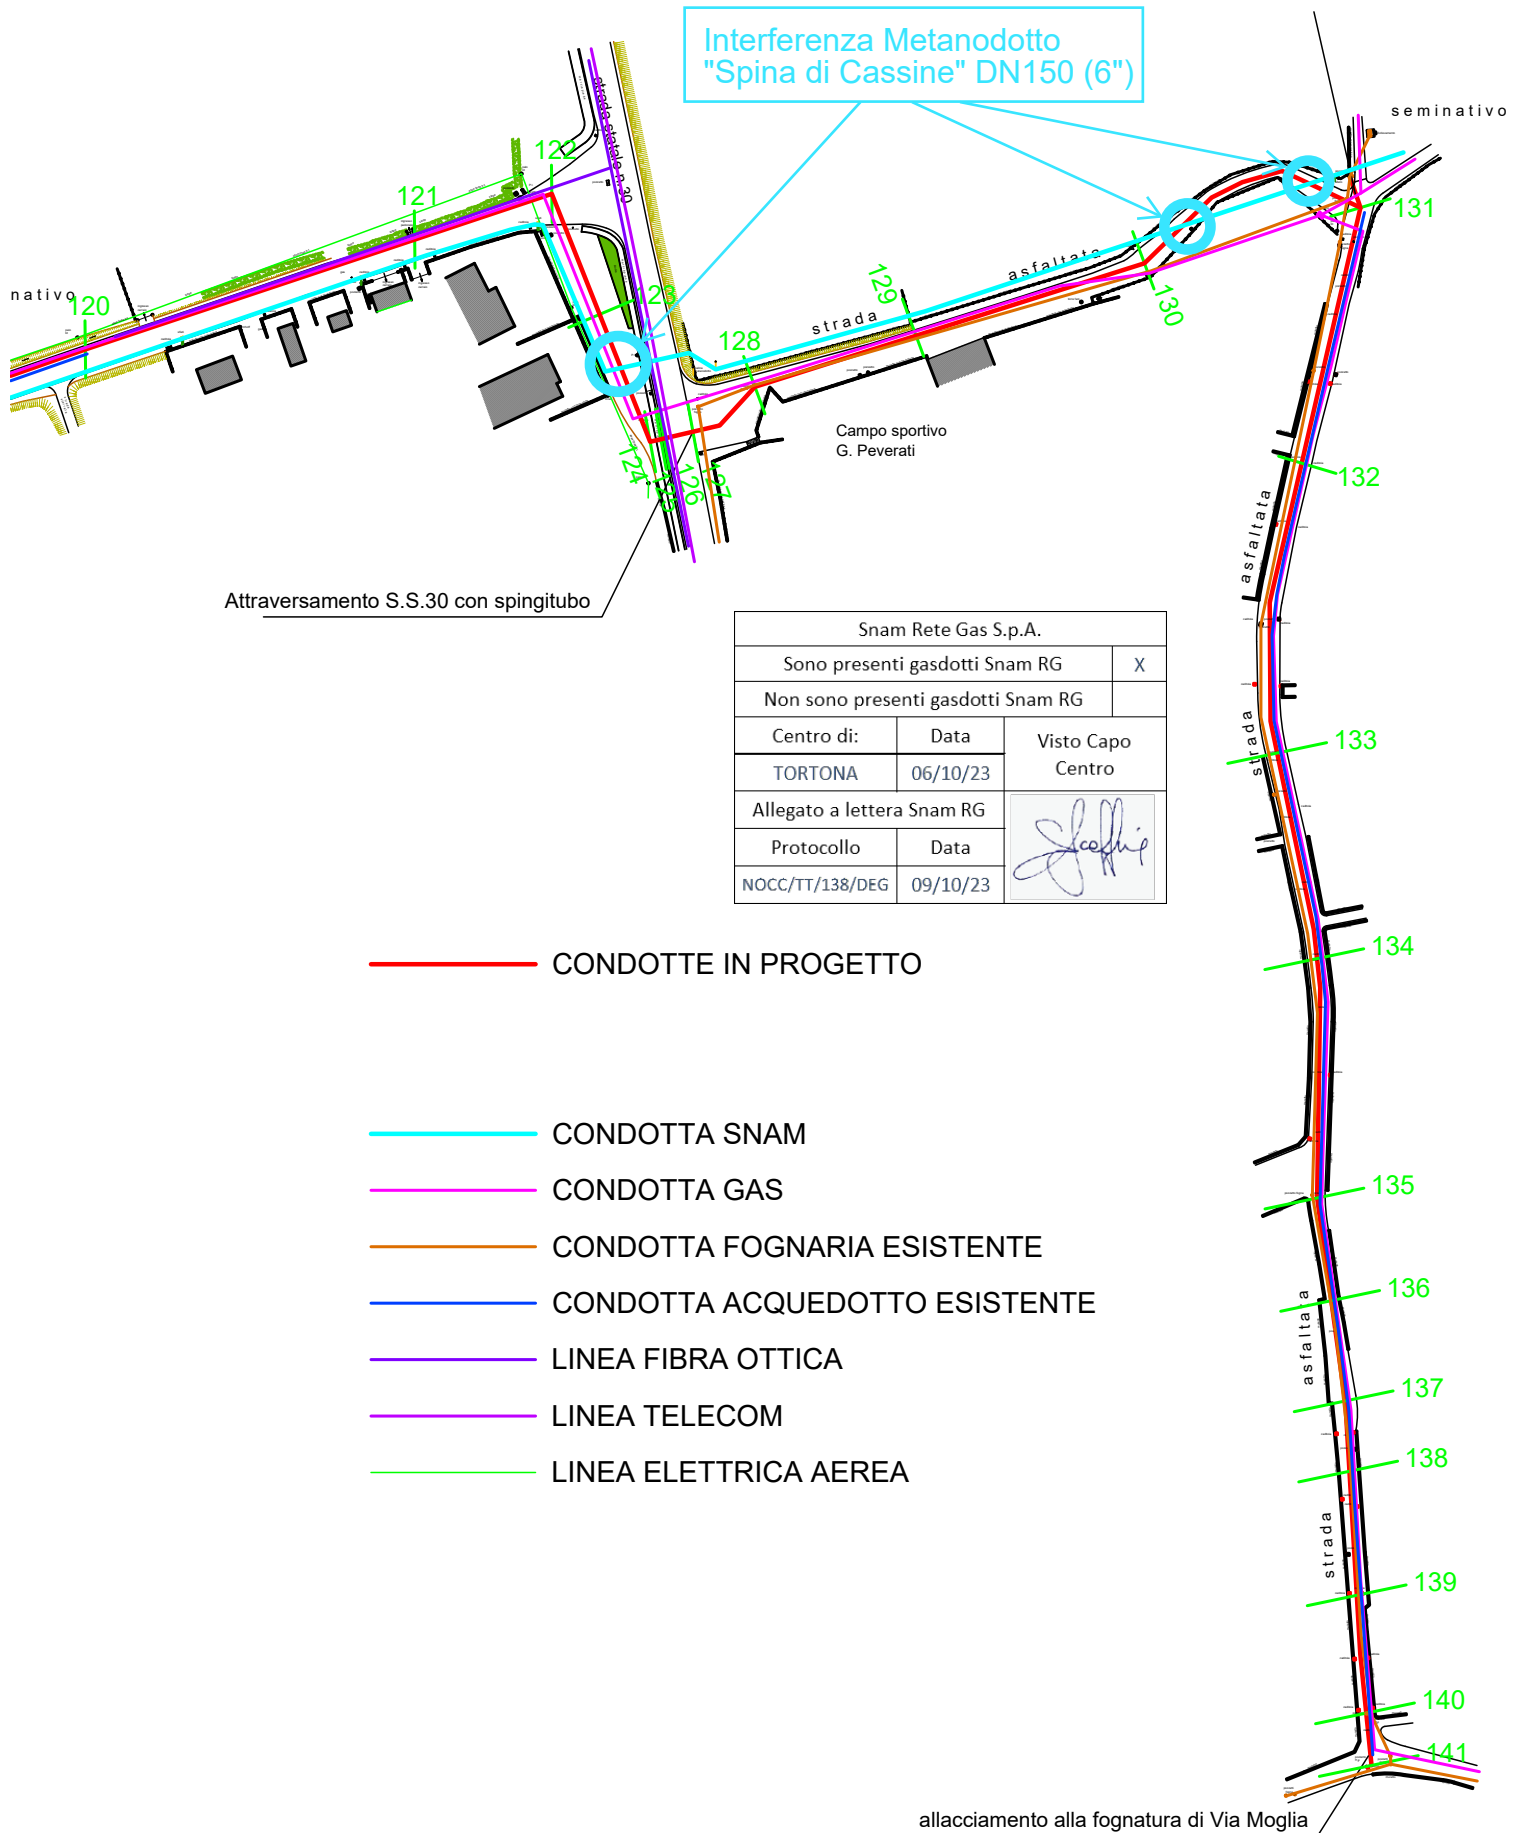 Interferenza Metanodotto
"Spina di Cassine" DN150 (6")
seminativo
strada statale n.30
122
121
131
nativo
120
123
129
asfaltata
130
strada
128
Campo sportivo
G. Peverati
124
125
126
127
132
asfaltata
Attraversamento S.S.30 con spingitubo
Snam Rete Gas S.p.A.
Sono presenti gasdotti Snam RG X
Non sono presenti gasdotti Snam RG
Centro di: Data Visto Capo
Centro
TORTONA 06/10/23
Allegato a lettera Snam RG
Protocollo Data
NOCC/TT/138/DEG 09/10/23
strada
133
134
CONDOTTE IN PROGETTO
CONDOTTA SNAM
CONDOTTA GAS
CONDOTTA FOGNARIA ESISTENTE
CONDOTTA ACQUEDOTTO ESISTENTE
LINEA FIBRA OTTICA
LINEA TELECOM
LINEA ELETTRICA AEREA
135
136
asfaltata
137
138
strada
139
140
141
allacciamento alla fognatura di Via Moglia